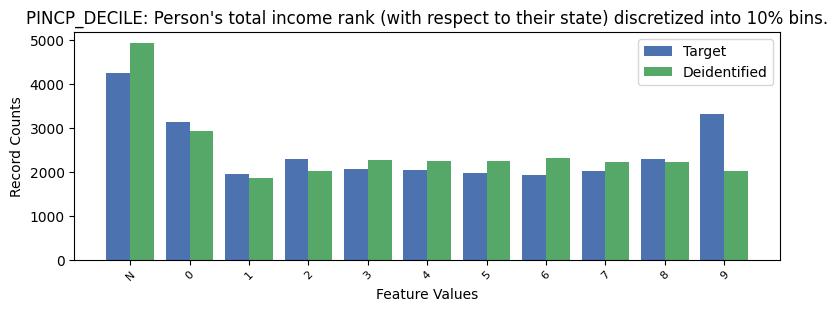 PINCP_DECILE: Person's total income rank (with respect to their state) discretized into 10% bins.
Target
Deidentified
Record Counts
5000
4000
3000
2000
1000
0
N 0 1 2 3 4 5 6 7 8 9
Feature Values